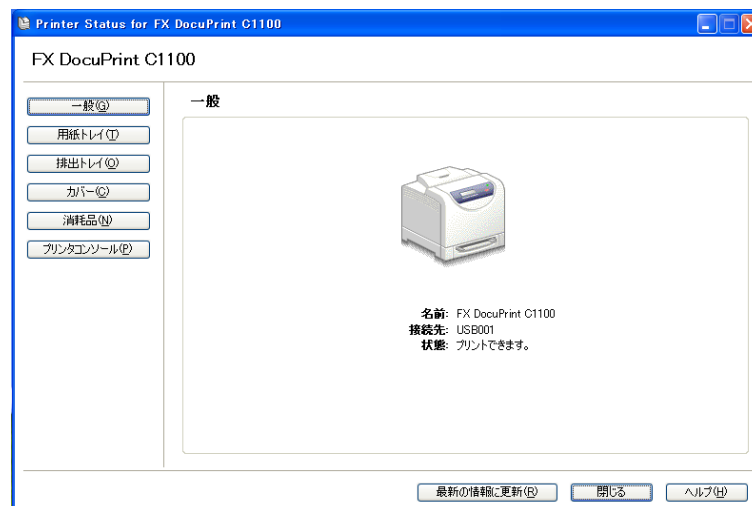 Printer Status for FX DocuPrint C1100
FX DocuPrint C1100
一般(G)
用紙トレイ(T)
排出トレイ(O)
カバー(C)
消耗品(N)
プリンタコンソール(P)
一般
名前: FX DocuPrint C1100
接続先: USB001
状態: プリントできます。
最新の情報に更新(R)
閉じる
ヘルプ(H)